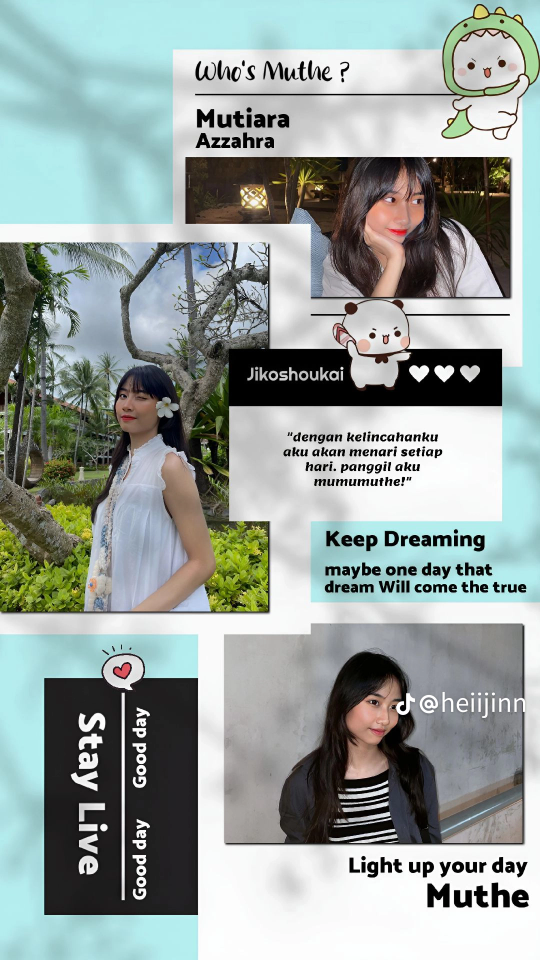 Who's Muthe ?
Mutiara
Azzahra
Jikoshoukai
"dengan kelincahanku
aku akan menari setiap
hari. panggil aku
mumumuthe!"
Keep Dreaming
maybe one day that
dream Will come the true
@heiijinn
Stay Live
Good day
Good day
Light up your day
Muthe